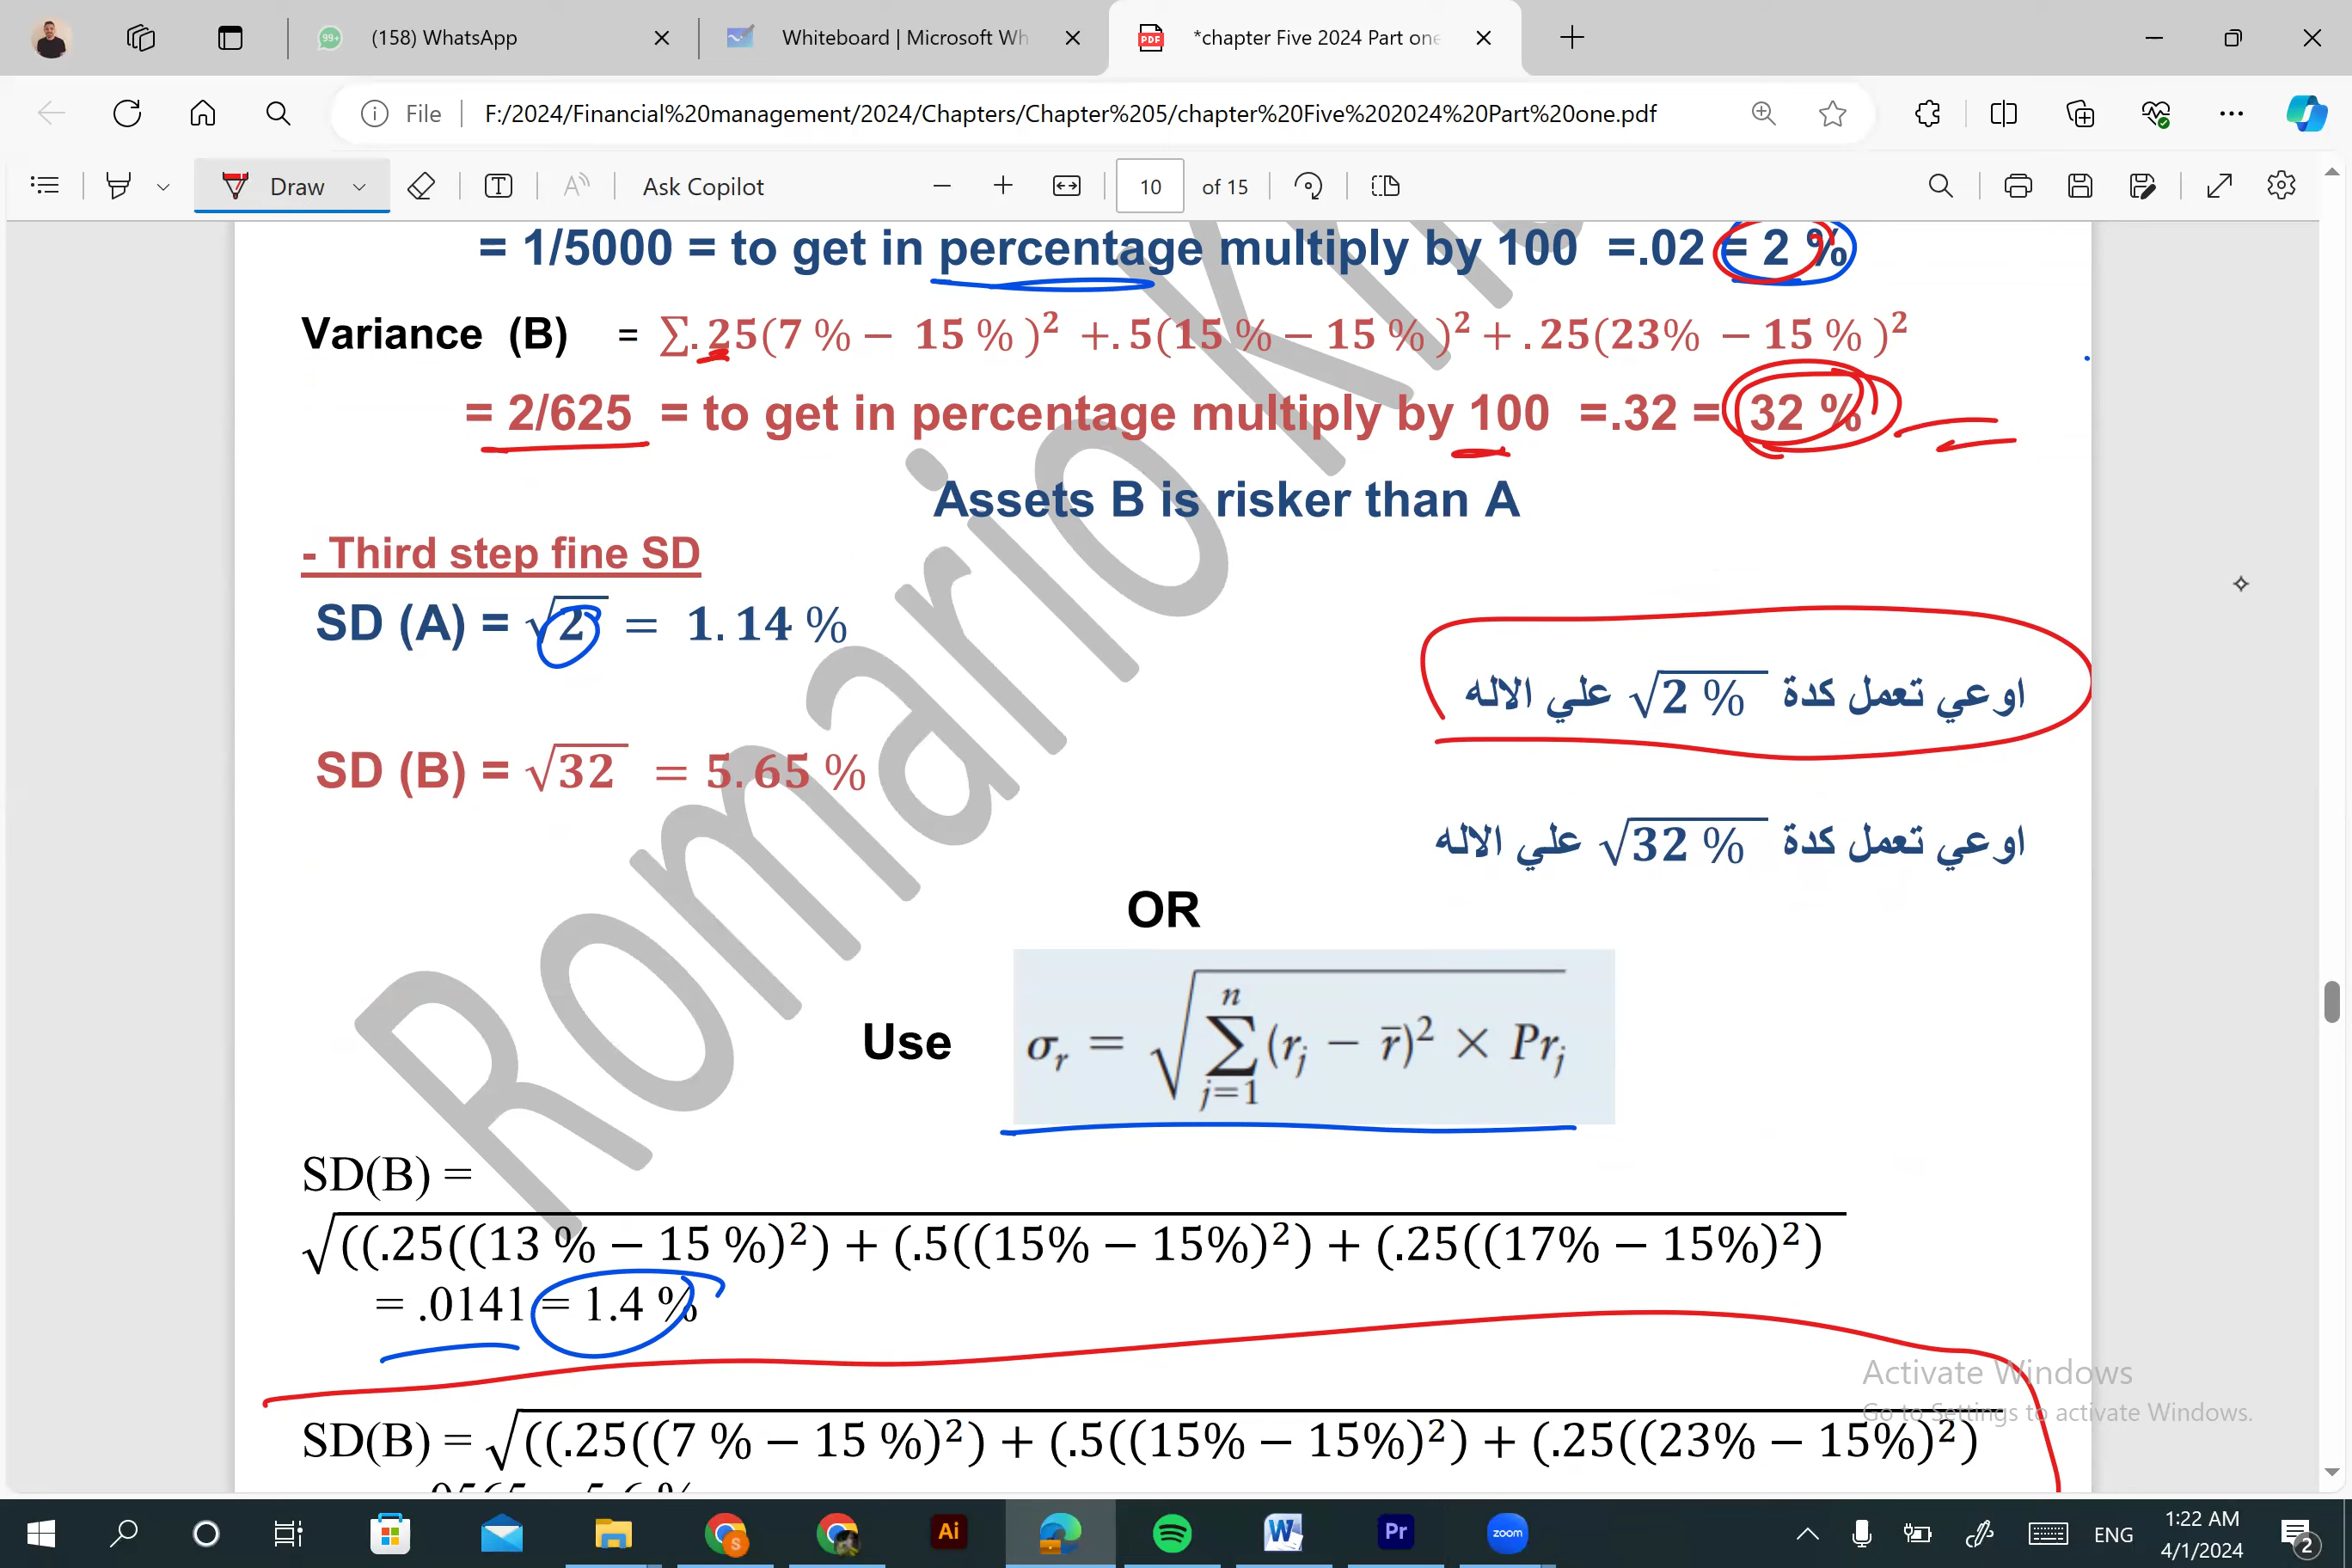 (158) WhatsApp
Whiteboard | Microsoft Wh
*chapter Five 2024 Part one
File
F:/2024/Financial%20management/2024/Chapters/Chapter%205/chapter%20Five%202024%20Part%20one.pdf
Draw
Ask Copilot
10 of 15
= 1/5000 = to get in percentage multiply by 100 =.02 = 2 %
Variance (B) = ∑.25(7 % − 15 % )² +.5(15 % − 15 % )² + .25(23% − 15 % )²
= 2/625 = to get in percentage multiply by 100 =.32 = 32 %
Assets B is risker than A
- Third step fine SD
SD (A) = √2 = 1.14 %
اوعي تعمل كدة √2 % علي الاله
SD (B) = √32 = 5.65 %
اوعي تعمل كدة √32 % علي الاله
OR
Use σr = √∑ⁿj=1 (rj − r̄)² × Prj
SD(B) =
√((.25((13 % − 15 %)²) + (.5((15% − 15%)²) + (.25((17% − 15%)²)
= .0141 = 1.4 %
SD(B) = √((.25((7 % − 15 %)²) + (.5((15% − 15%)²) + (.25((23% − 15%)²)
Romario
Activate Windows
Go to Settings to activate Windows.
ENG
1:22 AM
4/1/2024
2